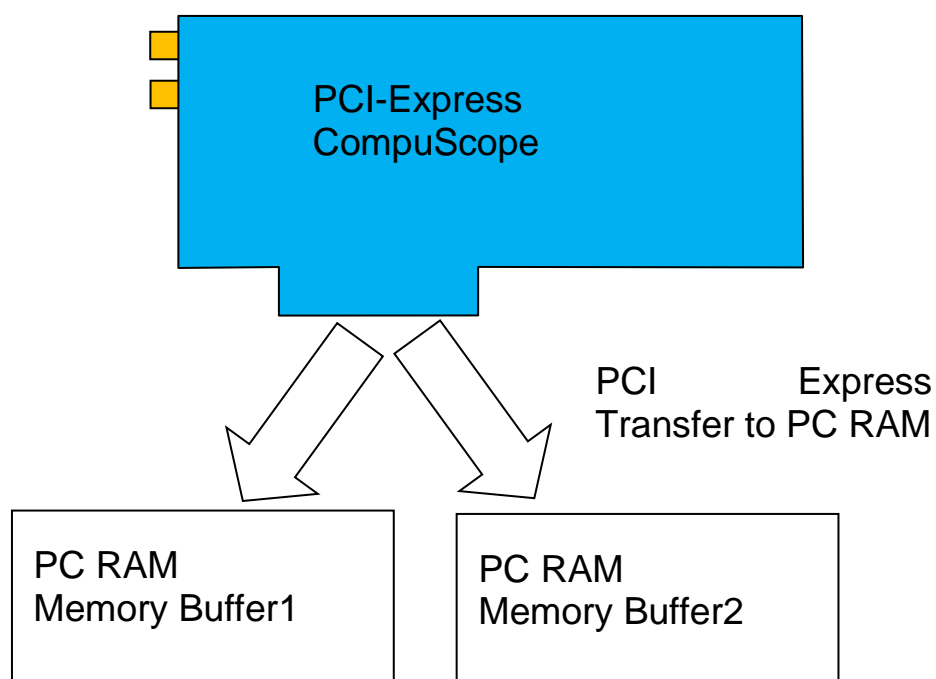 PCI-Express
CompuScope
PCI Express
Transfer to PC RAM
PC RAM
Memory Buffer1
PC RAM
Memory Buffer2